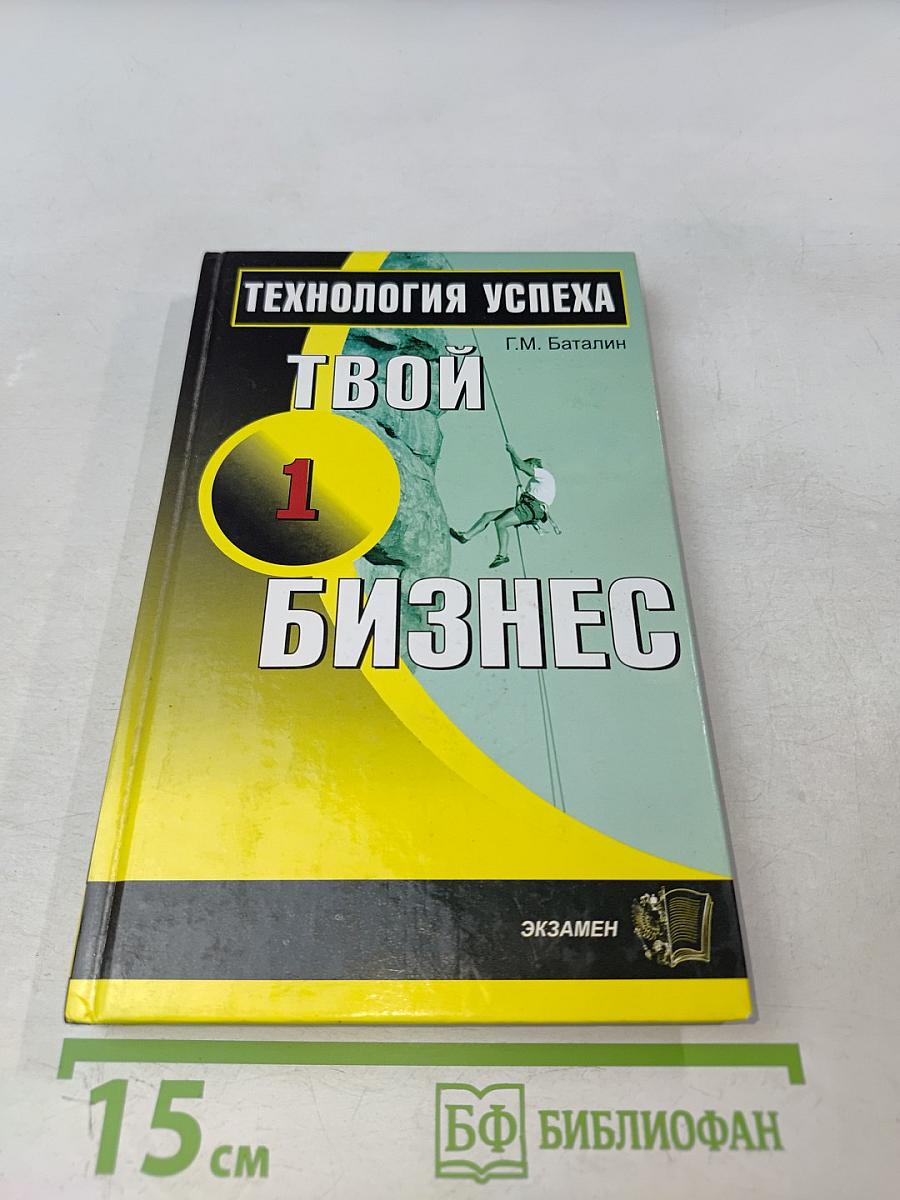 ТЕХНОЛОГИЯ УСПЕХА
Г.М. Баталин
ТВОЙ
1
БИЗНЕС
ЭКЗАМЕН
15 см
БФ БИБЛИОФАН